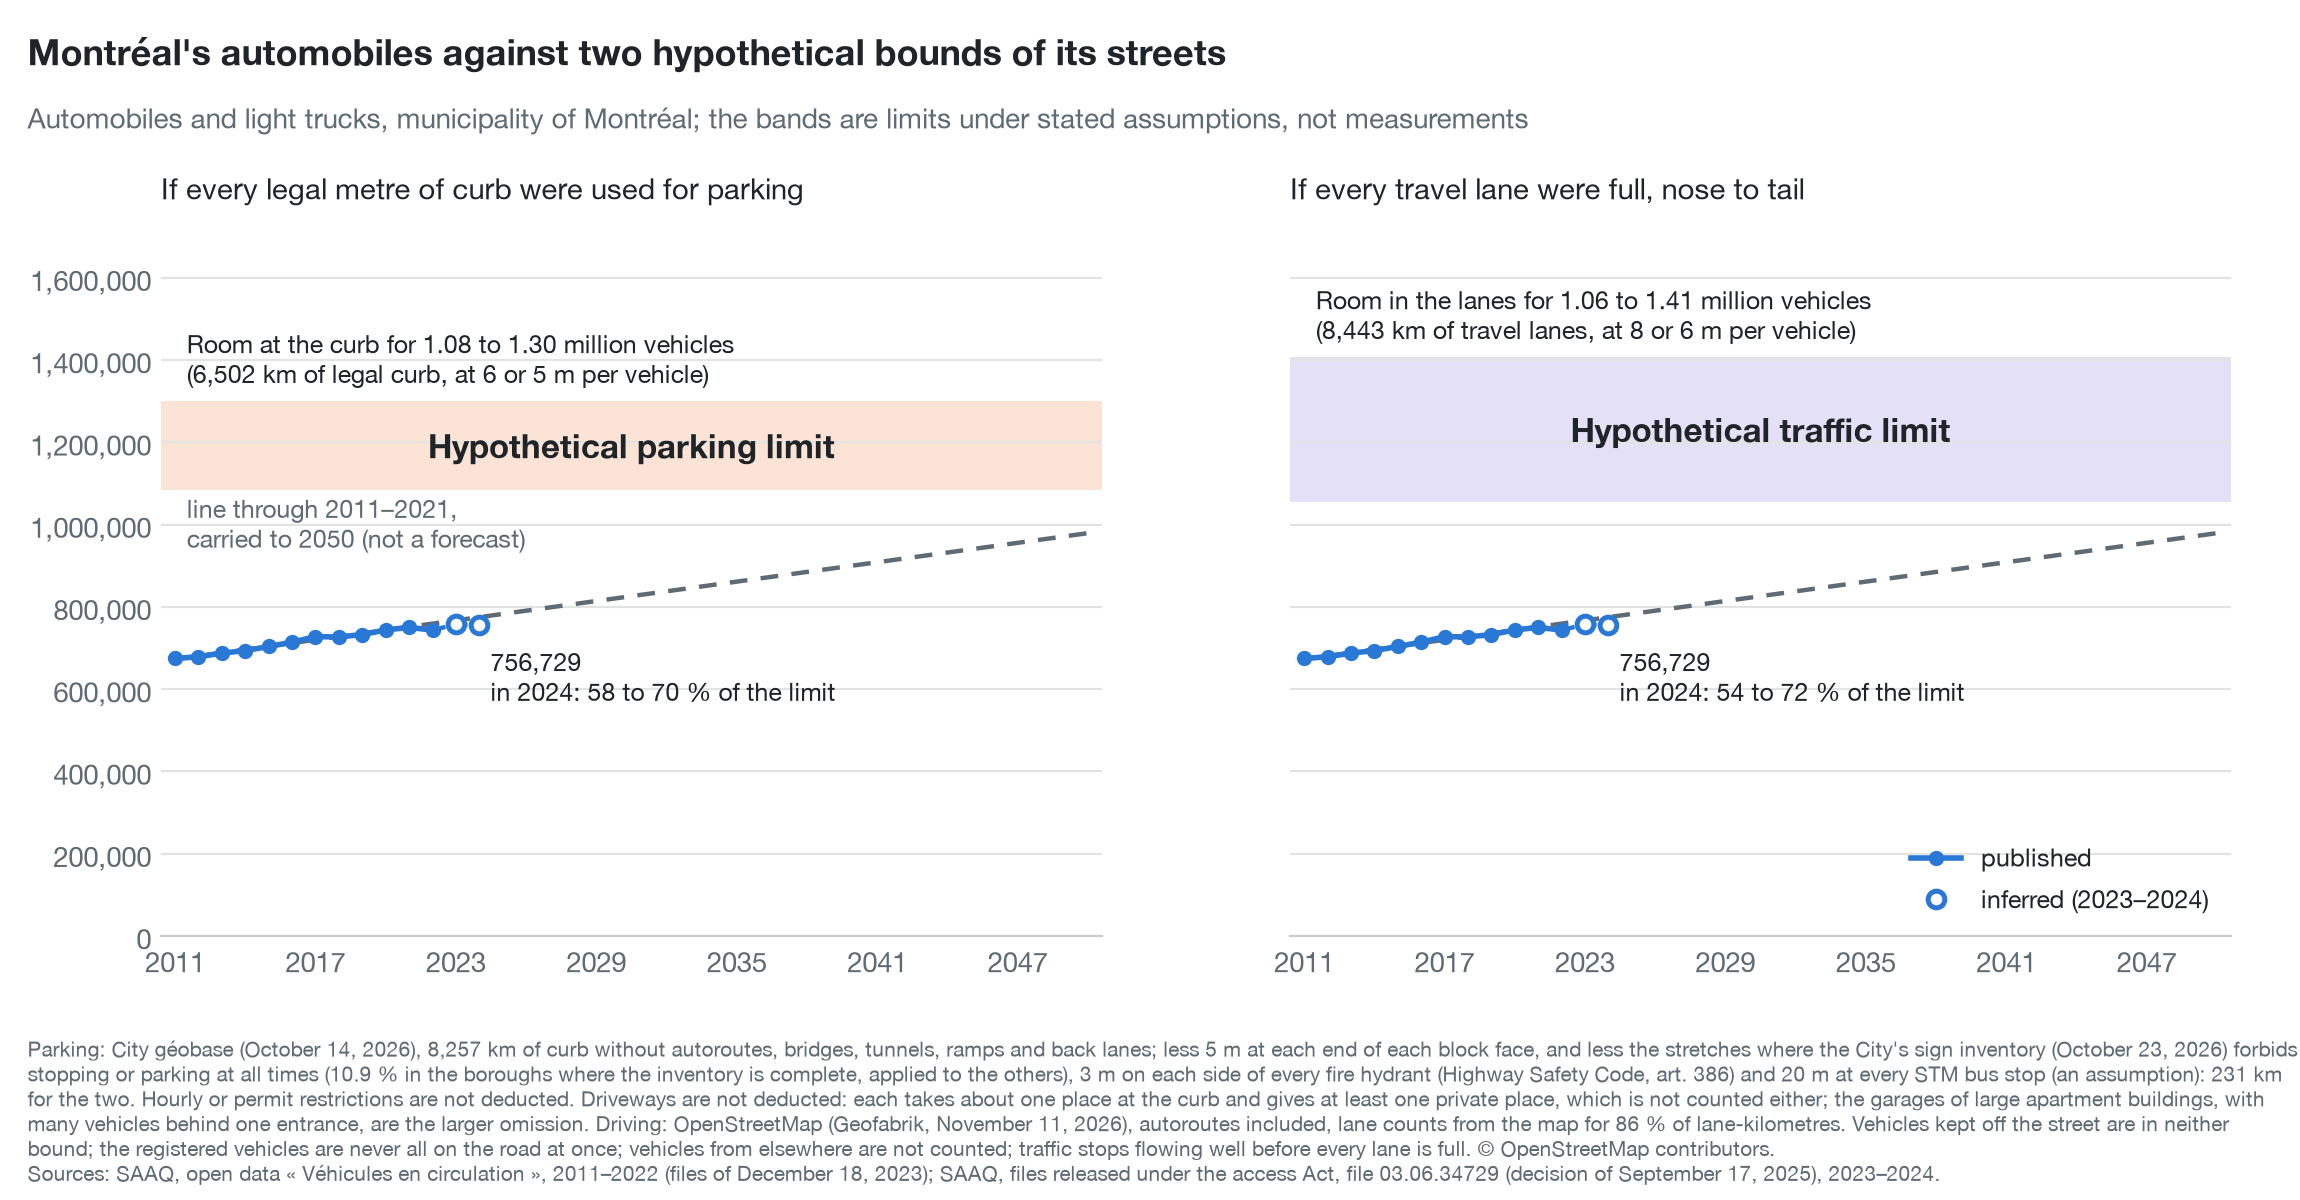 Montréal's automobiles against two hypothetical bounds of its streets
Automobiles and light trucks, municipality of Montréal; the bands are limits under stated assumptions, not measurements
If every legal metre of curb were used for parking
1,600,000
1,400,000
1,200,000
1,000,000
800,000
600,000
400,000
200,000
0
Room at the curb for 1.08 to 1.30 million vehicles
(6,502 km of legal curb, at 6 or 5 m per vehicle)
Hypothetical parking limit
line through 2011–2021,
carried to 2050 (not a forecast)
756,729
in 2024: 58 to 70 % of the limit
2011 2017 2023 2029 2035 2041 2047
If every travel lane were full, nose to tail
Room in the lanes for 1.06 to 1.41 million vehicles
(8,443 km of travel lanes, at 8 or 6 m per vehicle)
Hypothetical traffic limit
756,729
in 2024: 54 to 72 % of the limit
published
inferred (2023–2024)
2011 2017 2023 2029 2035 2041 2047
Parking: City géobase (October 14, 2026), 8,257 km of curb without autoroutes, bridges, tunnels, ramps and back lanes; less 5 m at each end of each block face, and less the stretches where the City's sign inventory (October 23, 2026) forbids
stopping or parking at all times (10.9 % in the boroughs where the inventory is complete, applied to the others), 3 m on each side of every fire hydrant (Highway Safety Code, art. 386) and 20 m at every STM bus stop (an assumption): 231 km
for the two. Hourly or permit restrictions are not deducted. Driveways are not deducted: each takes about one place at the curb and gives at least one private place, which is not counted either; the garages of large apartment buildings, with
many vehicles behind one entrance, are the larger omission. Driving: OpenStreetMap (Geofabrik, November 11, 2026), autoroutes included, lane counts from the map for 86 % of lane-kilometres. Vehicles kept off the street are in neither
bound; the registered vehicles are never all on the road at once; vehicles from elsewhere are not counted; traffic stops flowing well before every lane is full. © OpenStreetMap contributors.
Sources: SAAQ, open data « Véhicules en circulation », 2011–2022 (files of December 18, 2023); SAAQ, files released under the access Act, file 03.06.34729 (decision of September 17, 2025), 2023–2024.